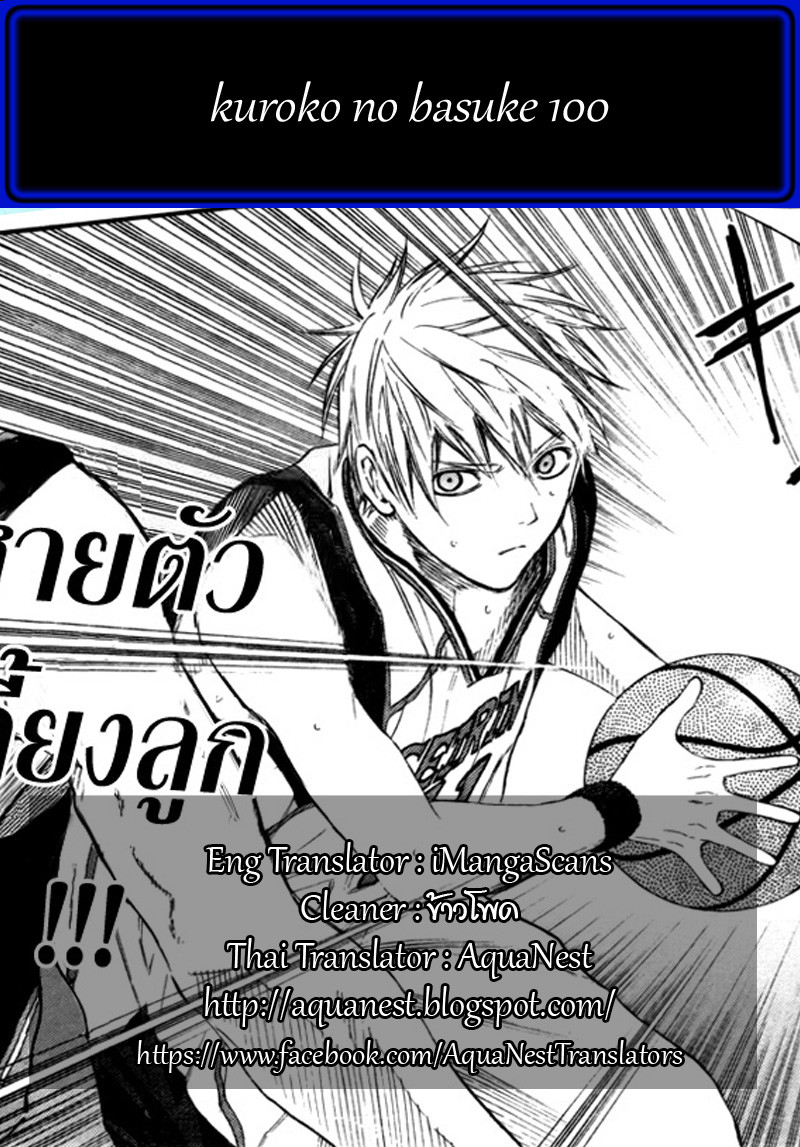 kuroko no basuke 100
ายตัว
ี้ยงลูก
!!!
Eng Translator : iMangaScans
Cleaner : ข้าวโพด
Thai Translator : AquaNest
http://aquanest.blogspot.com/
https://www.facebook.com/AquaNestTranslators